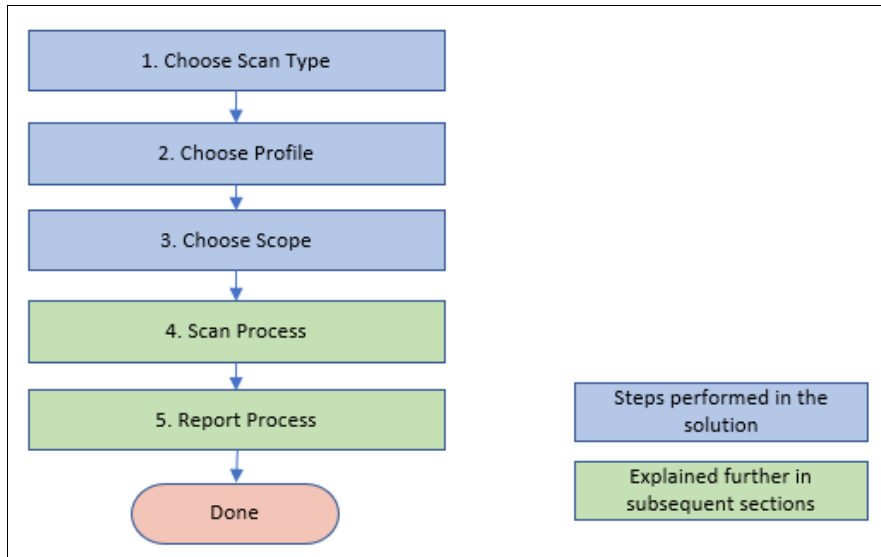 1. Choose Scan Type
2. Choose Profile
3. Choose Scope
4. Scan Process
5. Report Process
Done
Steps performed in the
solution
Explained further in
subsequent sections